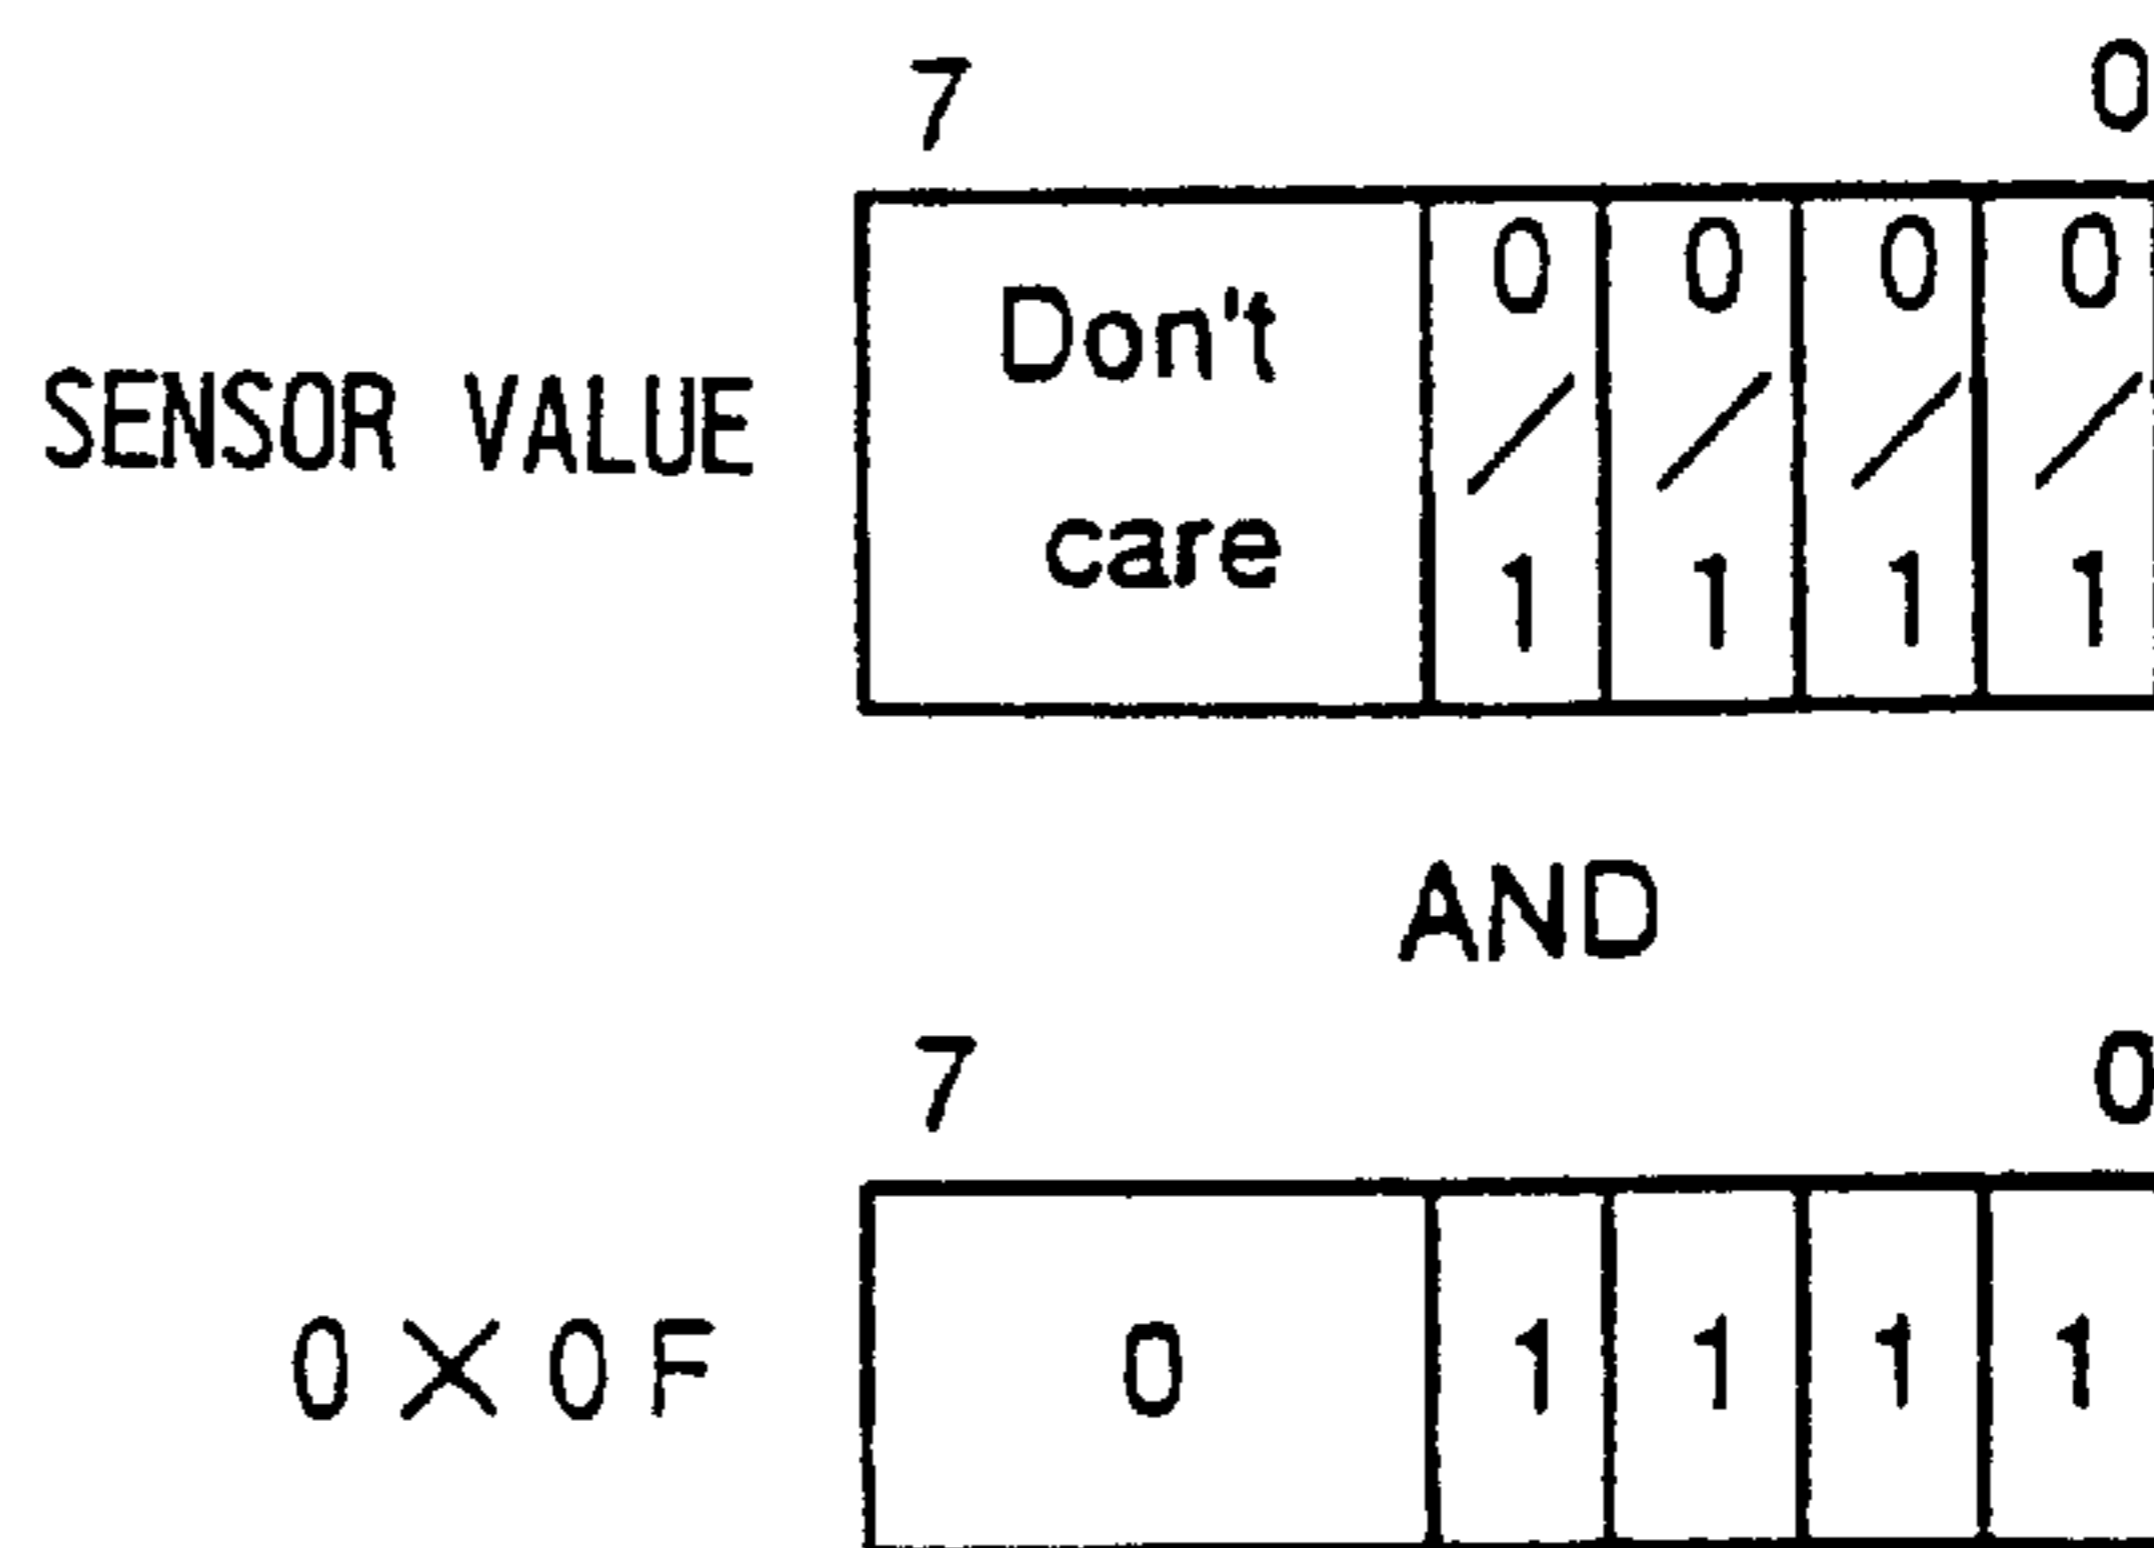 7 0
SENSOR VALUE
Don't
care
0 0 0 0
/ / / /
1 1 1 1
AND
7 0
0×0F 0 1 1 1 1